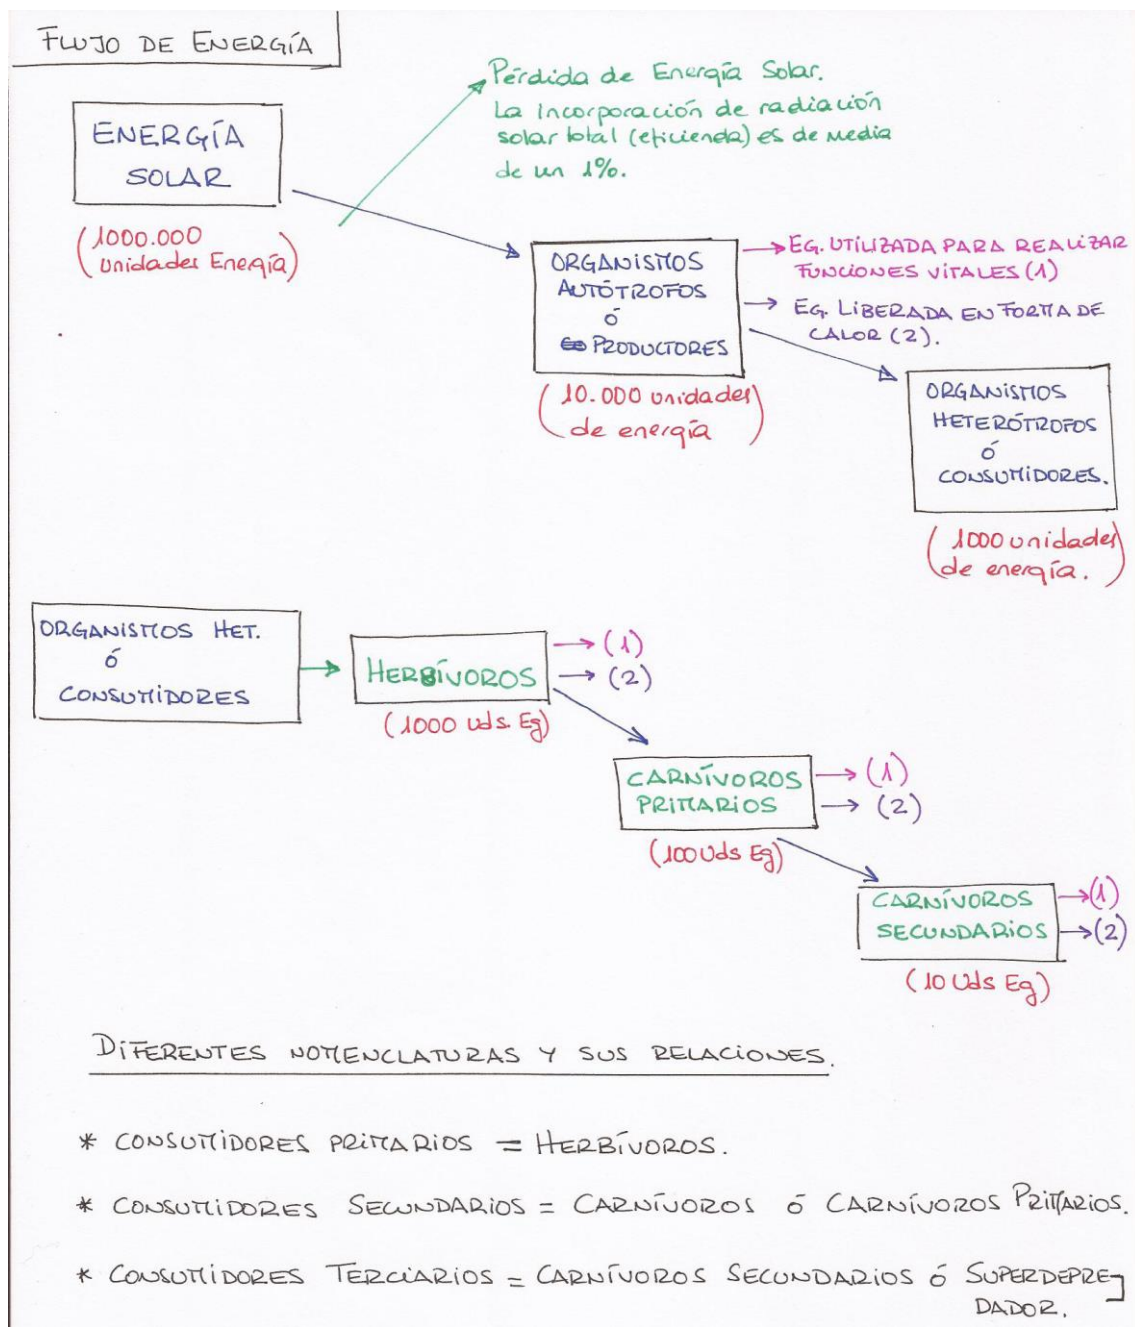 FLUJO DE ENERGÍA
ENERGÍA
SOLAR
(1000.000
unidades Energía)
Pérdida de Energía Solar.
La incorporación de radiación
solar total (eficiencia) es de media
de un 1%.
ORGANISMOS
AUTÓTROFOS
ó
PRODUCTORES
(10.000 unidades
de energía)
EG. UTILIZADA PARA REALIZAR
FUNCIONES VITALES (1)
EG. LIBERADA EN FORMA DE
CALOR (2).
ORGANISMOS
HETERÓTROFOS
ó
CONSUMIDORES.
(1000 unidades
de energía.)
ORGANISMOS HET.
ó
CONSUMIDORES
HERBÍVOROS
(1000 Uds Eg)
(1)
(2)
CARNÍVOROS
PRIMARIOS
(100 Uds Eg)
(1)
(2)
CARNÍVOROS
SECUNDARIOS
(10 Uds Eg)
(1)
(2)
DIFERENTES NOMENCLATURAS Y SUS RELACIONES.
* CONSUMIDORES PRIMARIOS = HERBÍVOROS.
* CONSUMIDORES SECUNDARIOS = CARNÍVOROS ó CARNÍVOROS PRIMARIOS.
* CONSUMIDORES TERCIARIOS = CARNÍVOROS SECUNDARIOS ó SUPERDEPRE-
DADOR.